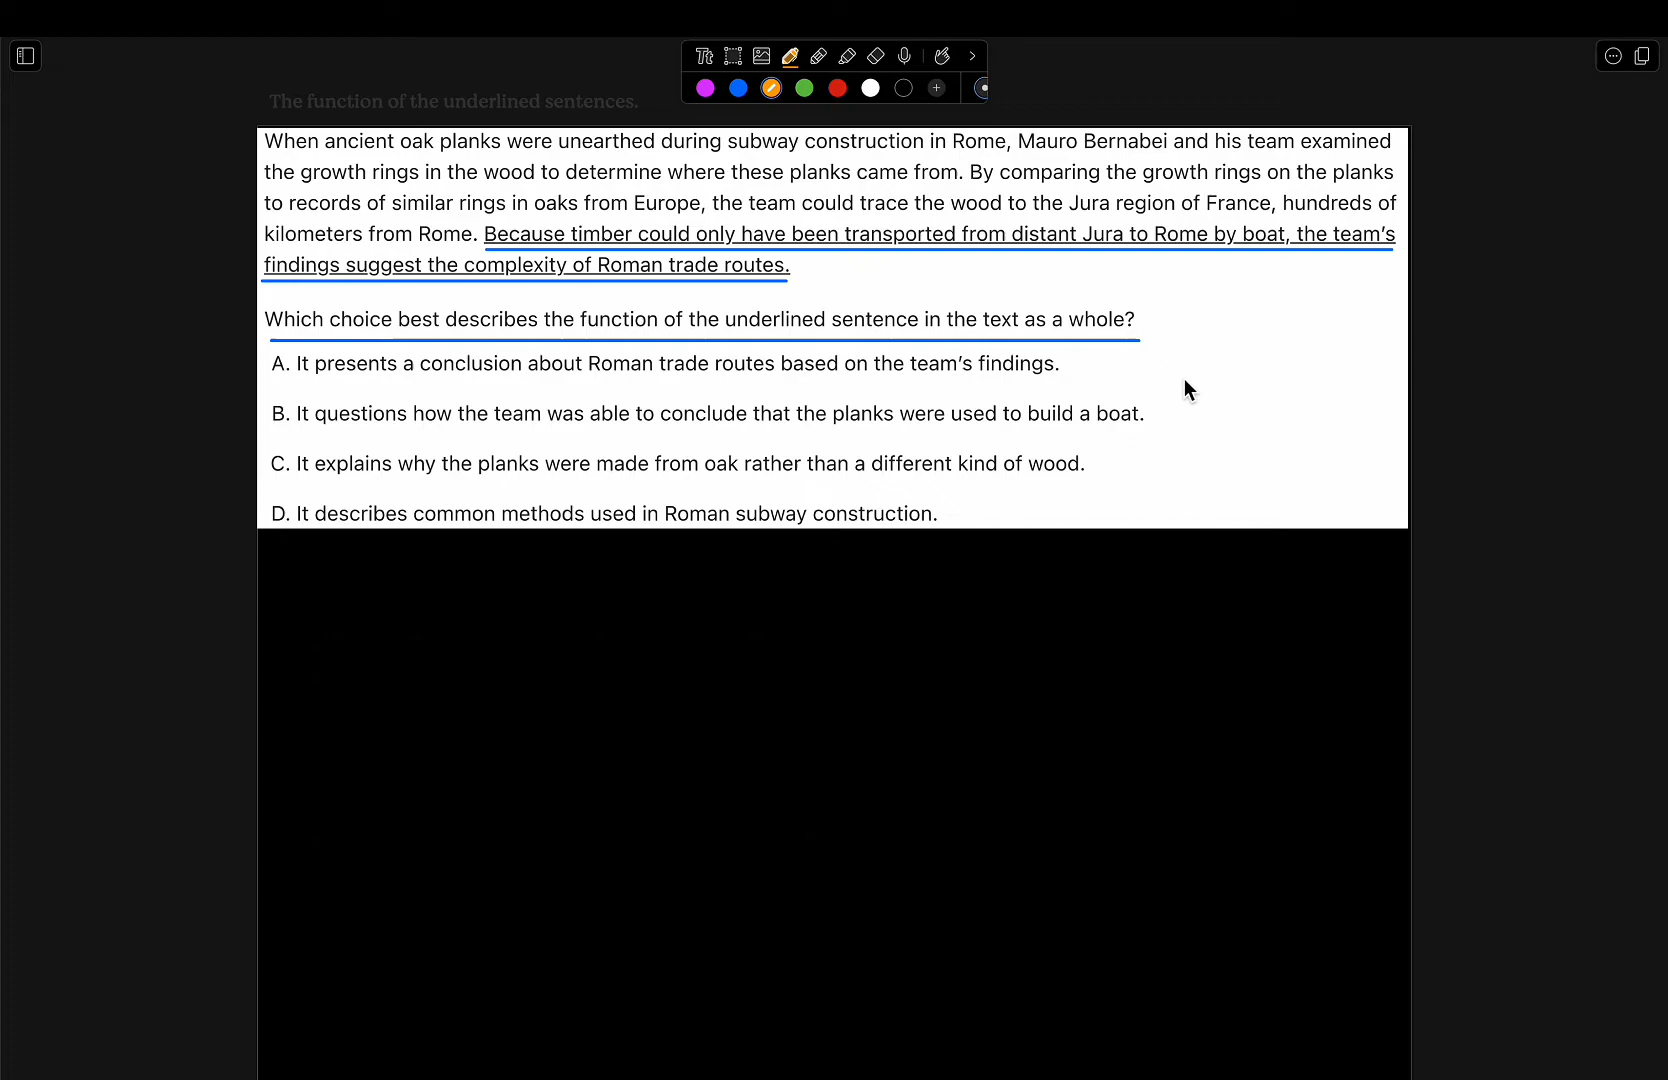 Tt
The function of the underlined sentences.
When ancient oak planks were unearthed during subway construction in Rome, Mauro Bernabei and his team examined
the growth rings in the wood to determine where these planks came from. By comparing the growth rings on the planks
to records of similar rings in oaks from Europe, the team could trace the wood to the Jura region of France, hundreds of
kilometers from Rome. Because timber could only have been transported from distant Jura to Rome by boat, the team’s
findings suggest the complexity of Roman trade routes.
Which choice best describes the function of the underlined sentence in the text as a whole?
A. It presents a conclusion about Roman trade routes based on the team’s findings.
B. It questions how the team was able to conclude that the planks were used to build a boat.
C. It explains why the planks were made from oak rather than a different kind of wood.
D. It describes common methods used in Roman subway construction.